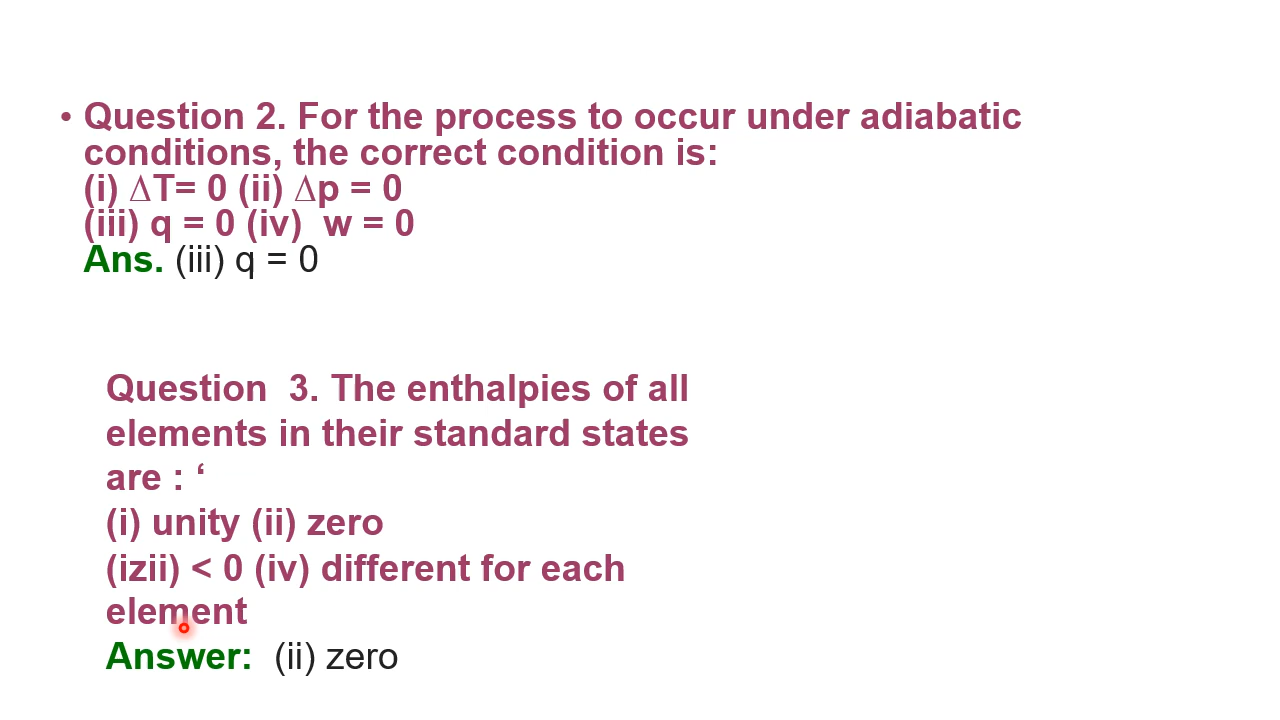 • Question 2. For the process to occur under adiabatic
conditions, the correct condition is:
(i) ∆T= 0 (ii) ∆p = 0
(iii) q = 0 (iv)  w = 0
Ans. (iii) q = 0
Question  3. The enthalpies of all
elements in their standard states
are : ‘
(i) unity (ii) zero
(izii) < 0 (iv) different for each
element
Answer:  (ii) zero